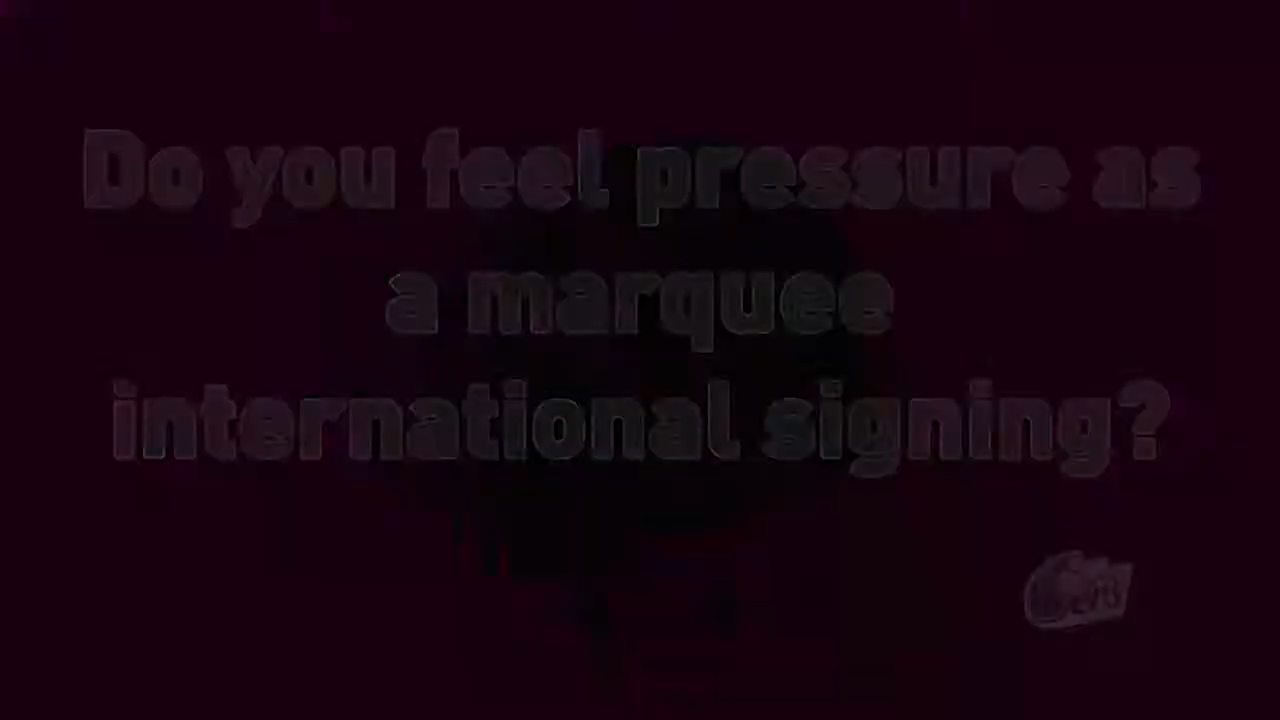 Do you feel pressure as
a marquee
international signing?